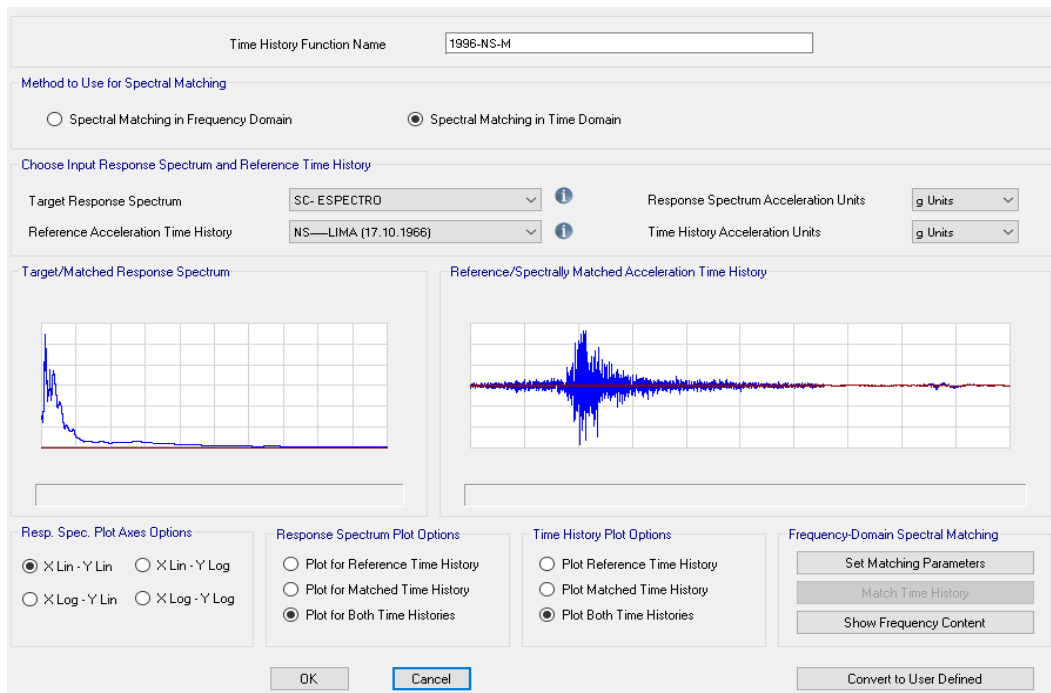 Time History Function Name 1996-NS-M
Method to Use for Spectral Matching
Spectral Matching in Frequency Domain Spectral Matching in Time Domain
Choose Input Response Spectrum and Reference Time History
Target Response Spectrum SC- ESPECTRO Response Spectrum Acceleration Units g Units
Reference Acceleration Time History NS-----LIMA (17.10.1966) Time History Acceleration Units g Units
Target/Matched Response Spectrum Reference/Spectrally Matched Acceleration Time History
Resp. Spec. Plot Axes Options Response Spectrum Plot Options Time History Plot Options Frequency-Domain Spectral Matching
X Lin - Y Lin X Lin - Y Log Plot for Reference Time History Plot Reference Time History Set Matching Parameters
X Log - Y Lin X Log - Y Log Plot for Matched Time History Plot Matched Time History Match Time History
Plot for Both Time Histories Plot Both Time Histories Show Frequency Content
OK Cancel Convert to User Defined